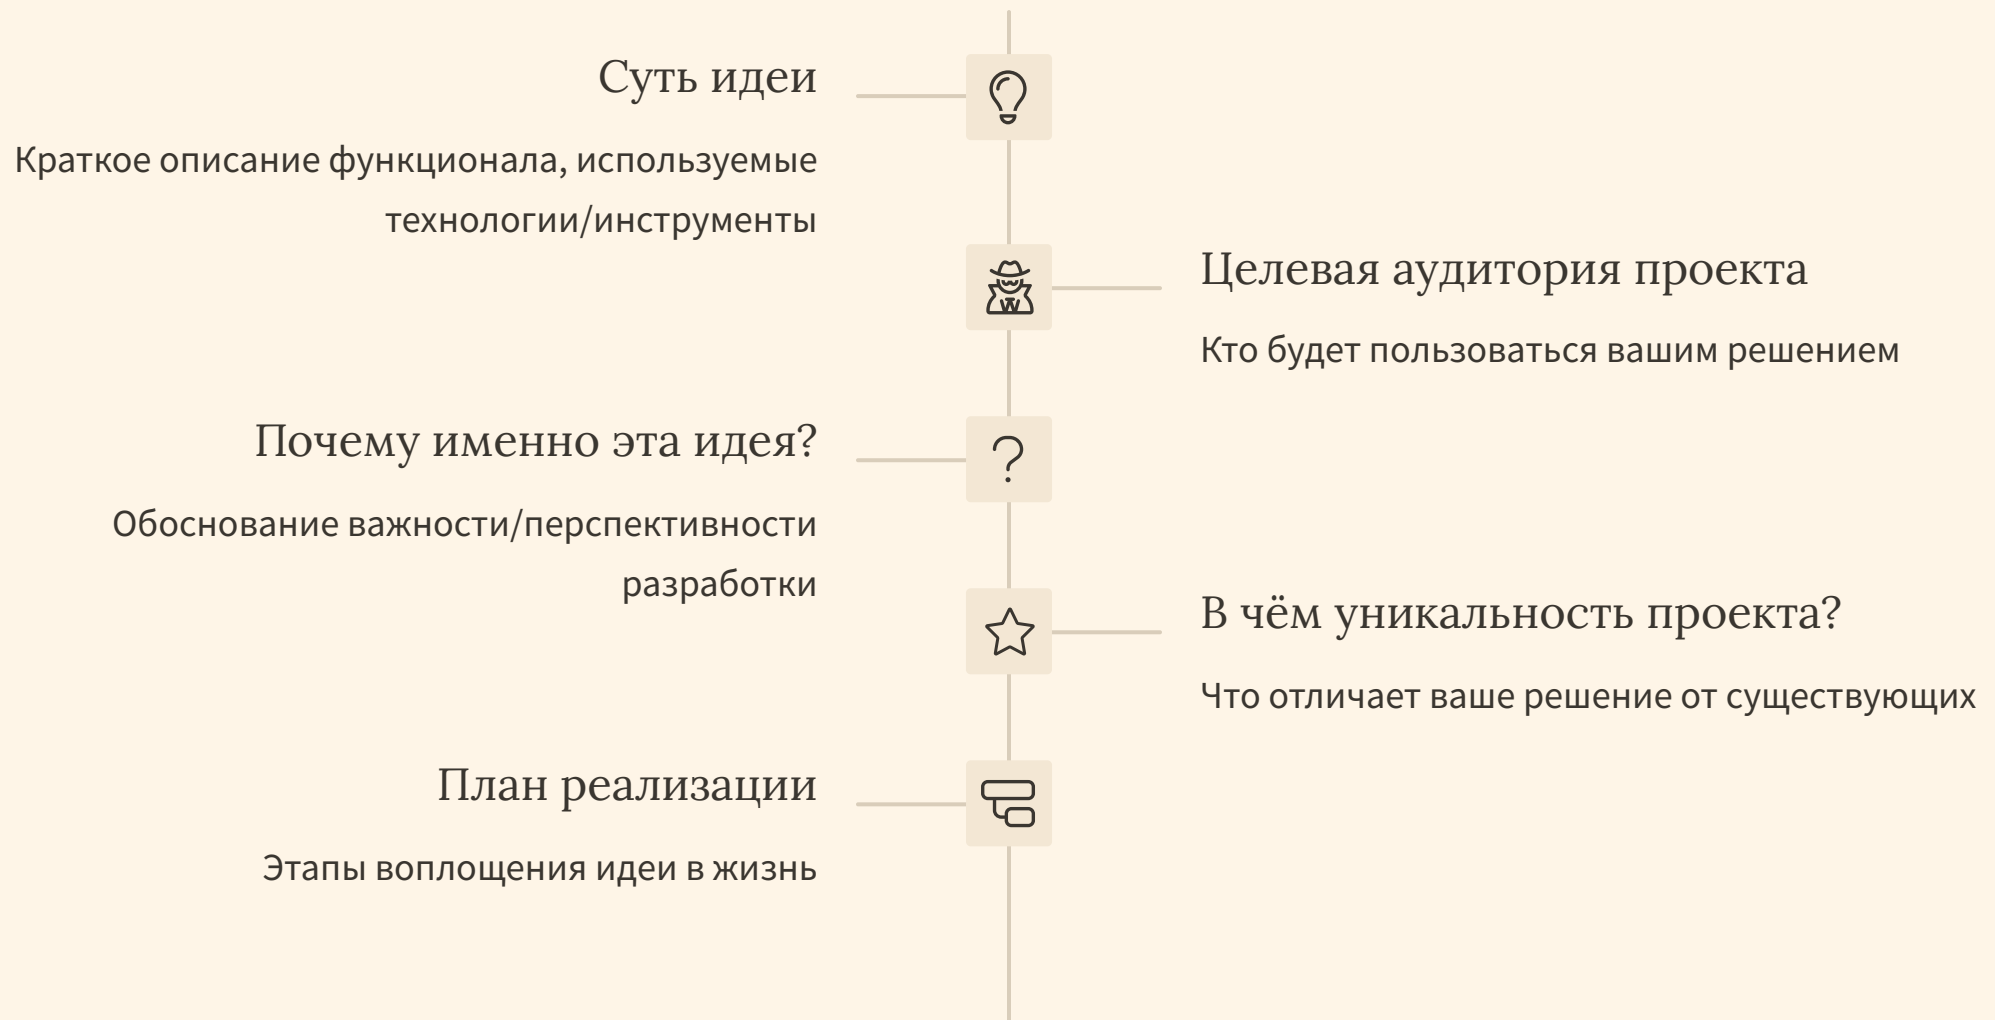 Суть идеи
Краткое описание функционала, используемые
технологии/инструменты
Целевая аудитория проекта
Кто будет пользоваться вашим решением
Почему именно эта идея?
Обоснование важности/перспективности
разработки
В чём уникальность проекта?
Что отличает ваше решение от существующих
План реализации
Этапы воплощения идеи в жизнь